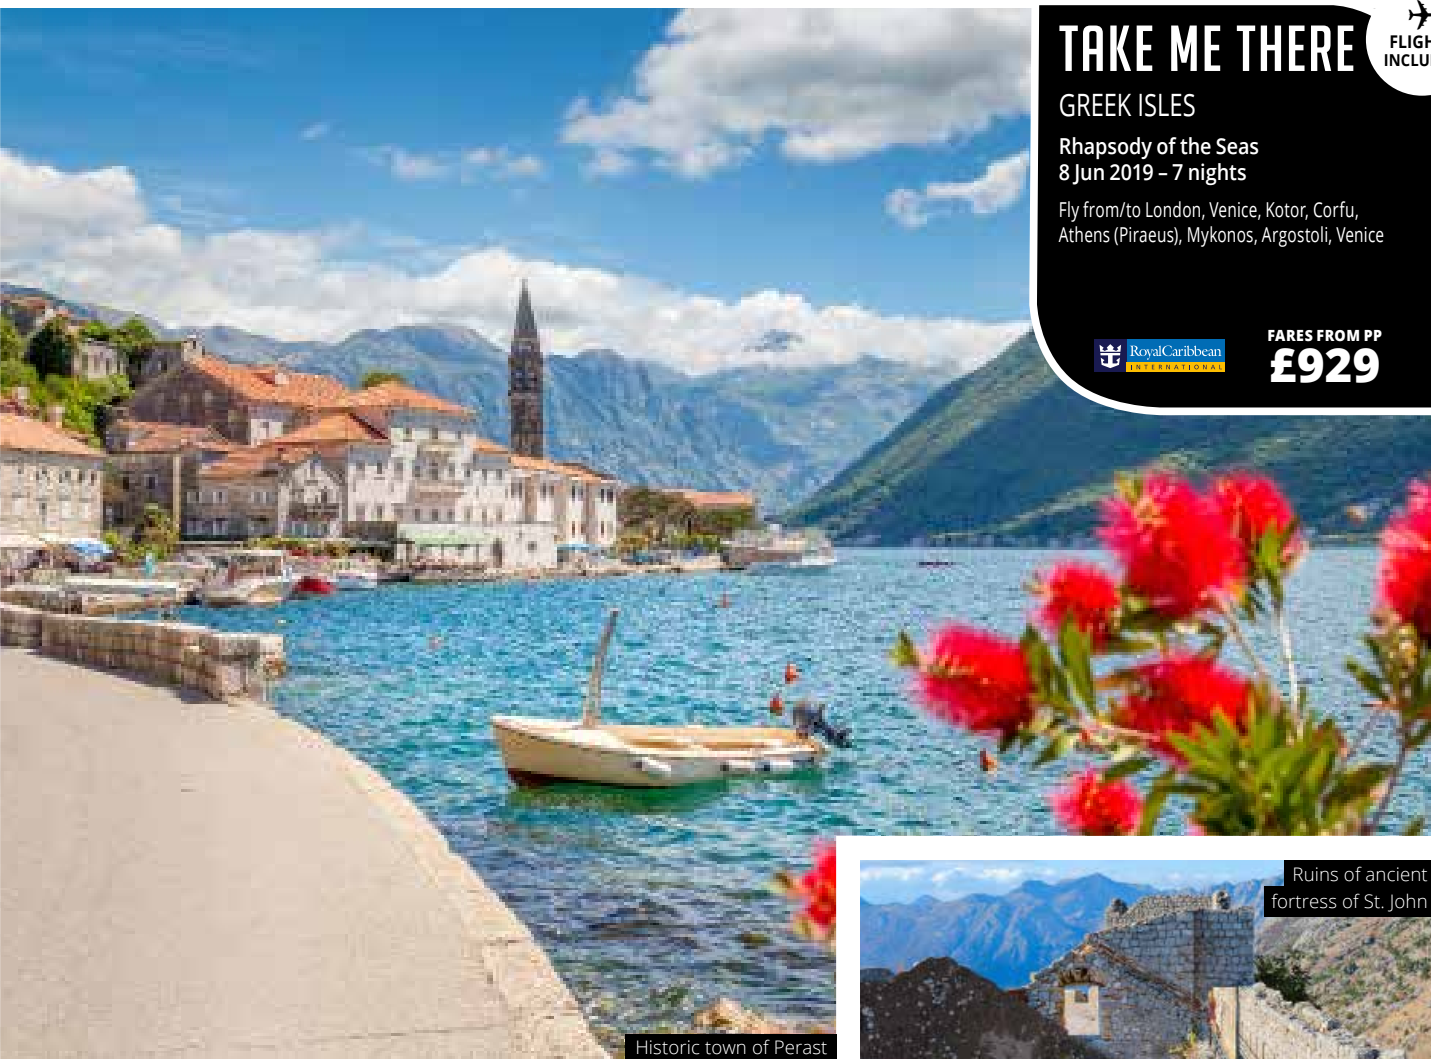 TAKE ME THERE
GREEK ISLES
Rhapsody of the Seas
8 Jun 2019 – 7 nights
Fly from/to London, Venice, Kotor, Corfu,
Athens (Piraeus), Mykonos, Argostoli, Venice
RoyalCaribbean
INTERNATIONAL
FARES FROM PP
£929
Ruins of ancient
fortress of St. John
Historic town of Perast